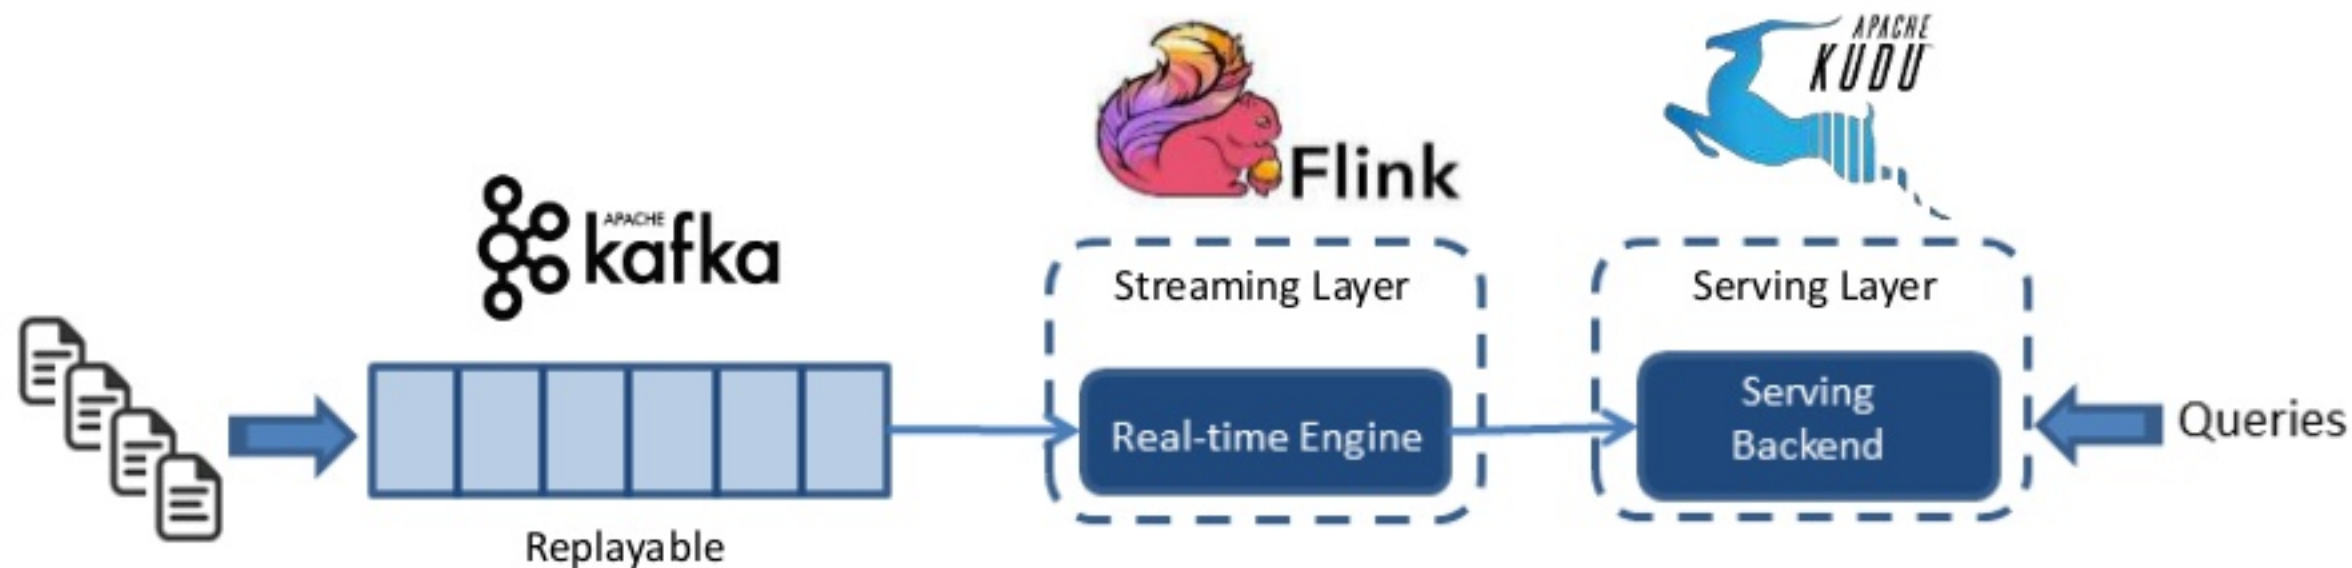 APACHE
kafka
Replayable
Flink
Streaming Layer
Real-time Engine
APACHE
KUDU
Serving Layer
Serving
Backend
Queries